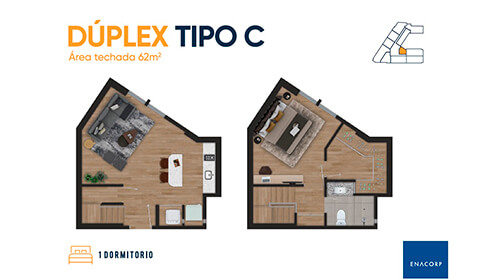 DÚPLEX TIPO C
Área techada 62m²
1 DORMITORIO
ENACORP